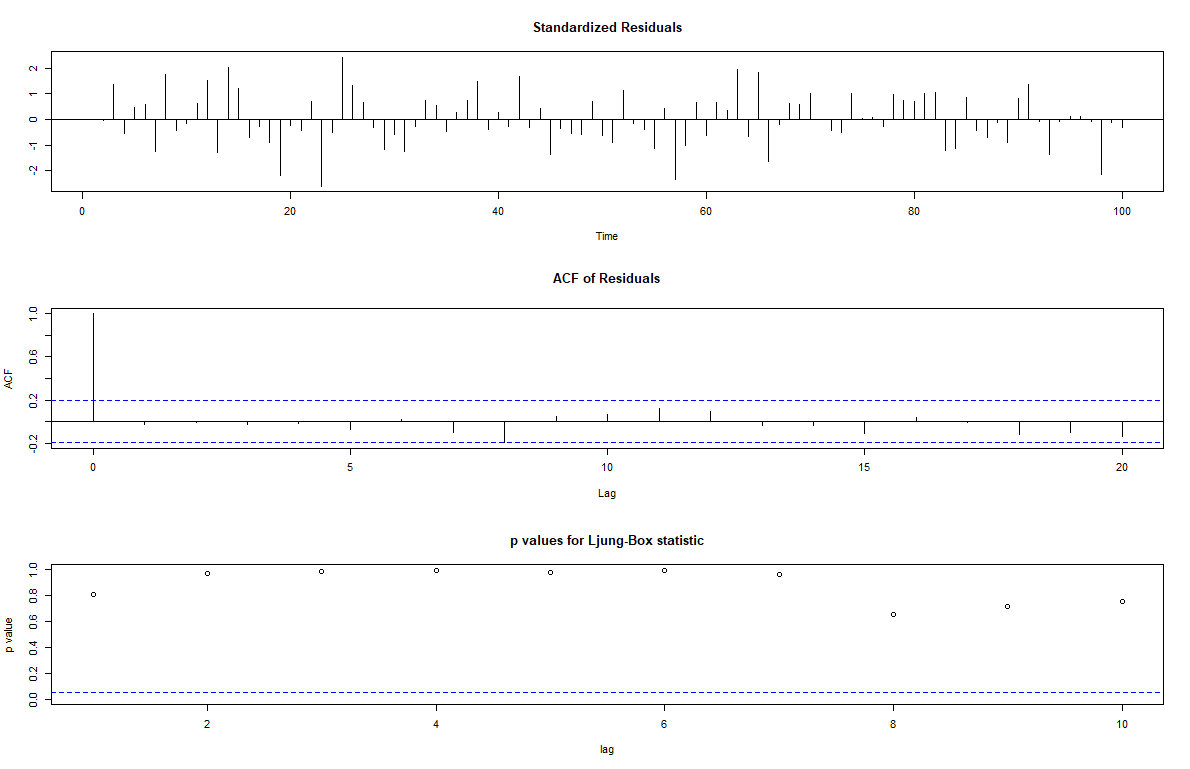 Standardized Residuals
2
1
0
-1
-2
0 20 40 60 80 100
Time
ACF of Residuals
1.0
0.6
0.2
-0.2
ACF
0 5 10 15 20
Lag
p values for Ljung-Box statistic
1.0
0.8
0.6
0.4
0.2
0.0
p value
2 4 6 8 10
lag